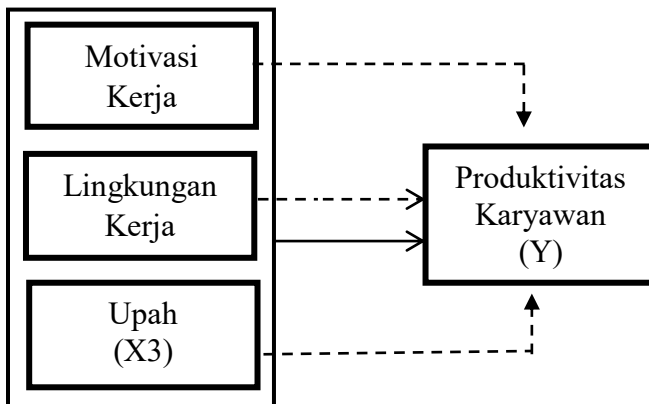 Motivasi
Kerja
Lingkungan
Kerja
Upah
(X3)
Produktivitas
Karyawan
(Y)